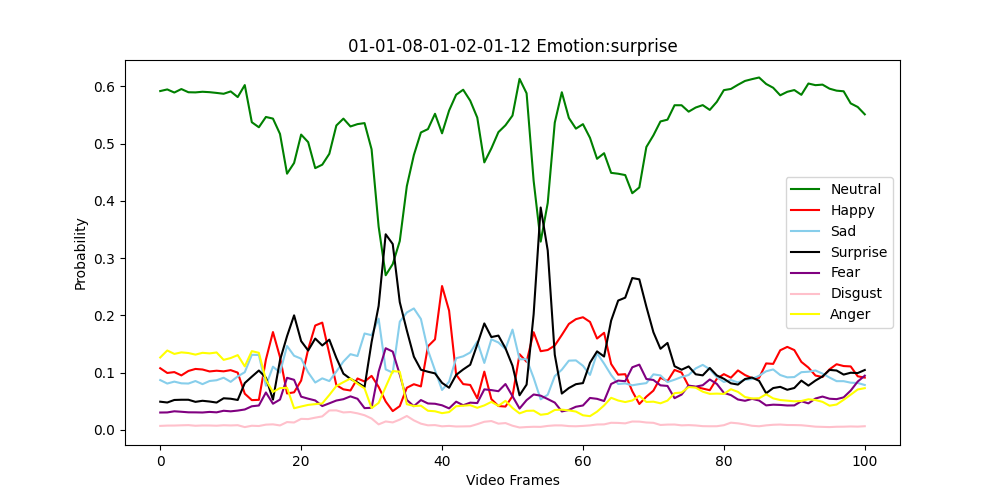 01-01-08-01-02-01-12 Emotion:surprise
Probability
0.6
0.5
0.4
0.3
0.2
0.1
0.0
Neutral
Happy
Sad
Surprise
Fear
Disgust
Anger
0 20 40 60 80 100
Video Frames